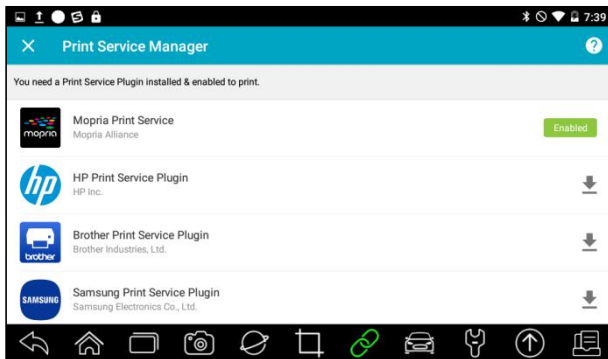 7:39
Print Service Manager
?
You need a Print Service Plugin installed & enabled to print.
mopria
Mopria Print Service
Mopria Alliance
Enabled
hp
HP Print Service Plugin
HP Inc.
brother
Brother Print Service Plugin
Brother Industries, Ltd.
SAMSUNG
Samsung Print Service Plugin
Samsung Electronics Co., Ltd.